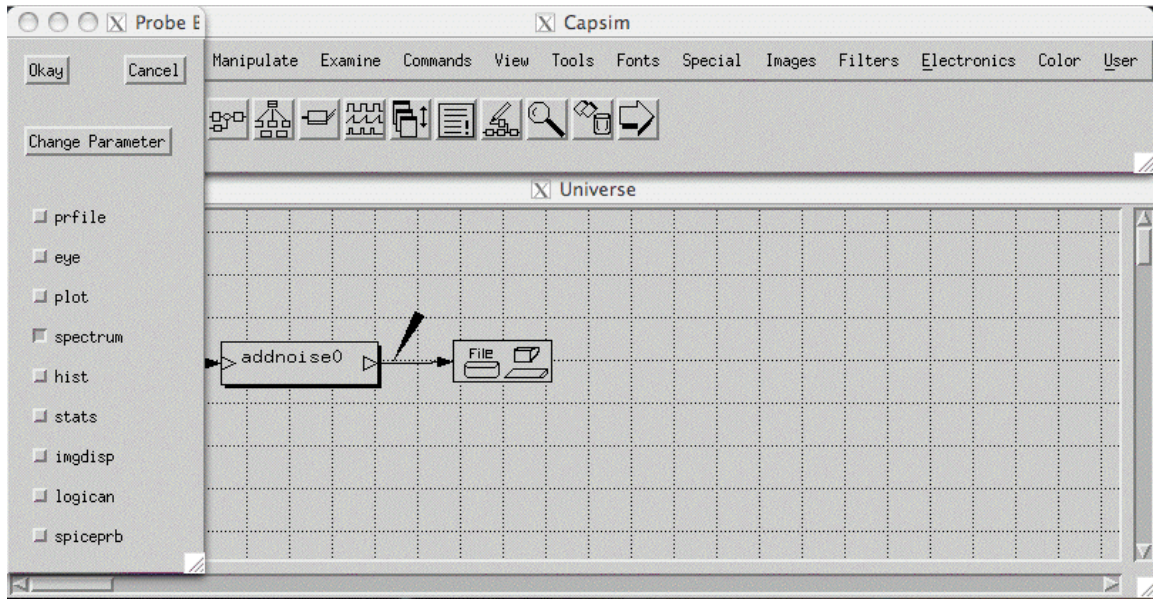 Probe B
Capsim
Okay
Cancel
Manipulate Examine Commands View Tools Fonts Special Images Filters Electronics Color User
Change Parameter
Universe
prfile
eye
plot
spectrum
hist
stats
imgdisp
logican
spiceprb
addnoise0
File